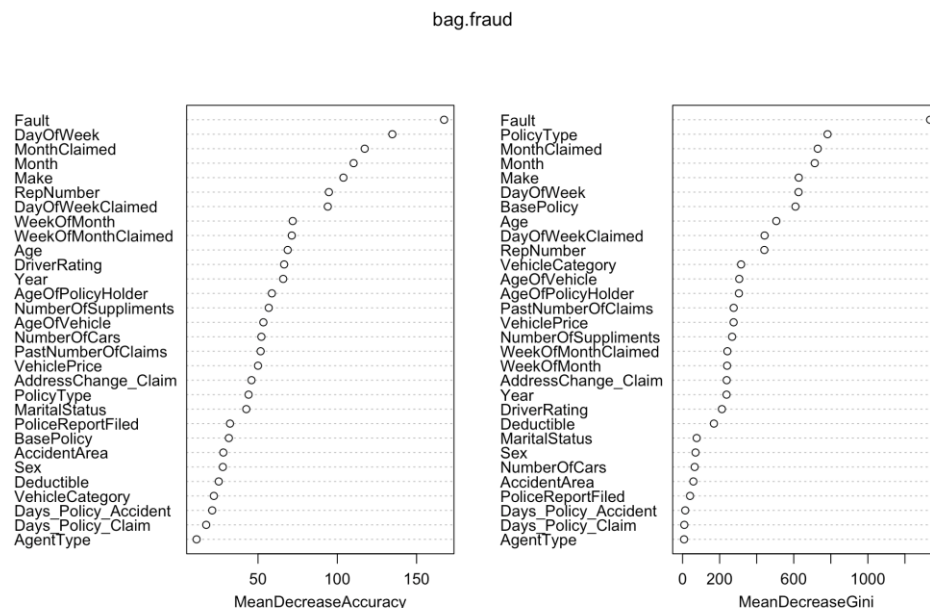 bag.fraud
Fault
DayOfWeek
MonthClaimed
Month
Make
RepNumber
DayOfWeekClaimed
WeekOfMonth
WeekOfMonthClaimed
Age
DriverRating
Year
AgeOfPolicyHolder
NumberOfSuppliments
AgeOfVehicle
NumberOfCars
PastNumberOfClaims
VehiclePrice
AddressChange_Claim
PolicyType
MaritalStatus
PoliceReportFiled
BasePolicy
AccidentArea
Sex
Deductible
VehicleCategory
Days_Policy_Accident
Days_Policy_Claim
AgentType
50 100 150
MeanDecreaseAccuracy
Fault
PolicyType
MonthClaimed
Month
Make
DayOfWeek
BasePolicy
Age
DayOfWeekClaimed
RepNumber
VehicleCategory
AgeOfVehicle
AgeOfPolicyHolder
PastNumberOfClaims
VehiclePrice
NumberOfSuppliments
WeekOfMonthClaimed
WeekOfMonth
AddressChange_Claim
Year
DriverRating
Deductible
MaritalStatus
Sex
NumberOfCars
AccidentArea
PoliceReportFiled
Days_Policy_Accident
Days_Policy_Claim
AgentType
0 200 600 1000
MeanDecreaseGini